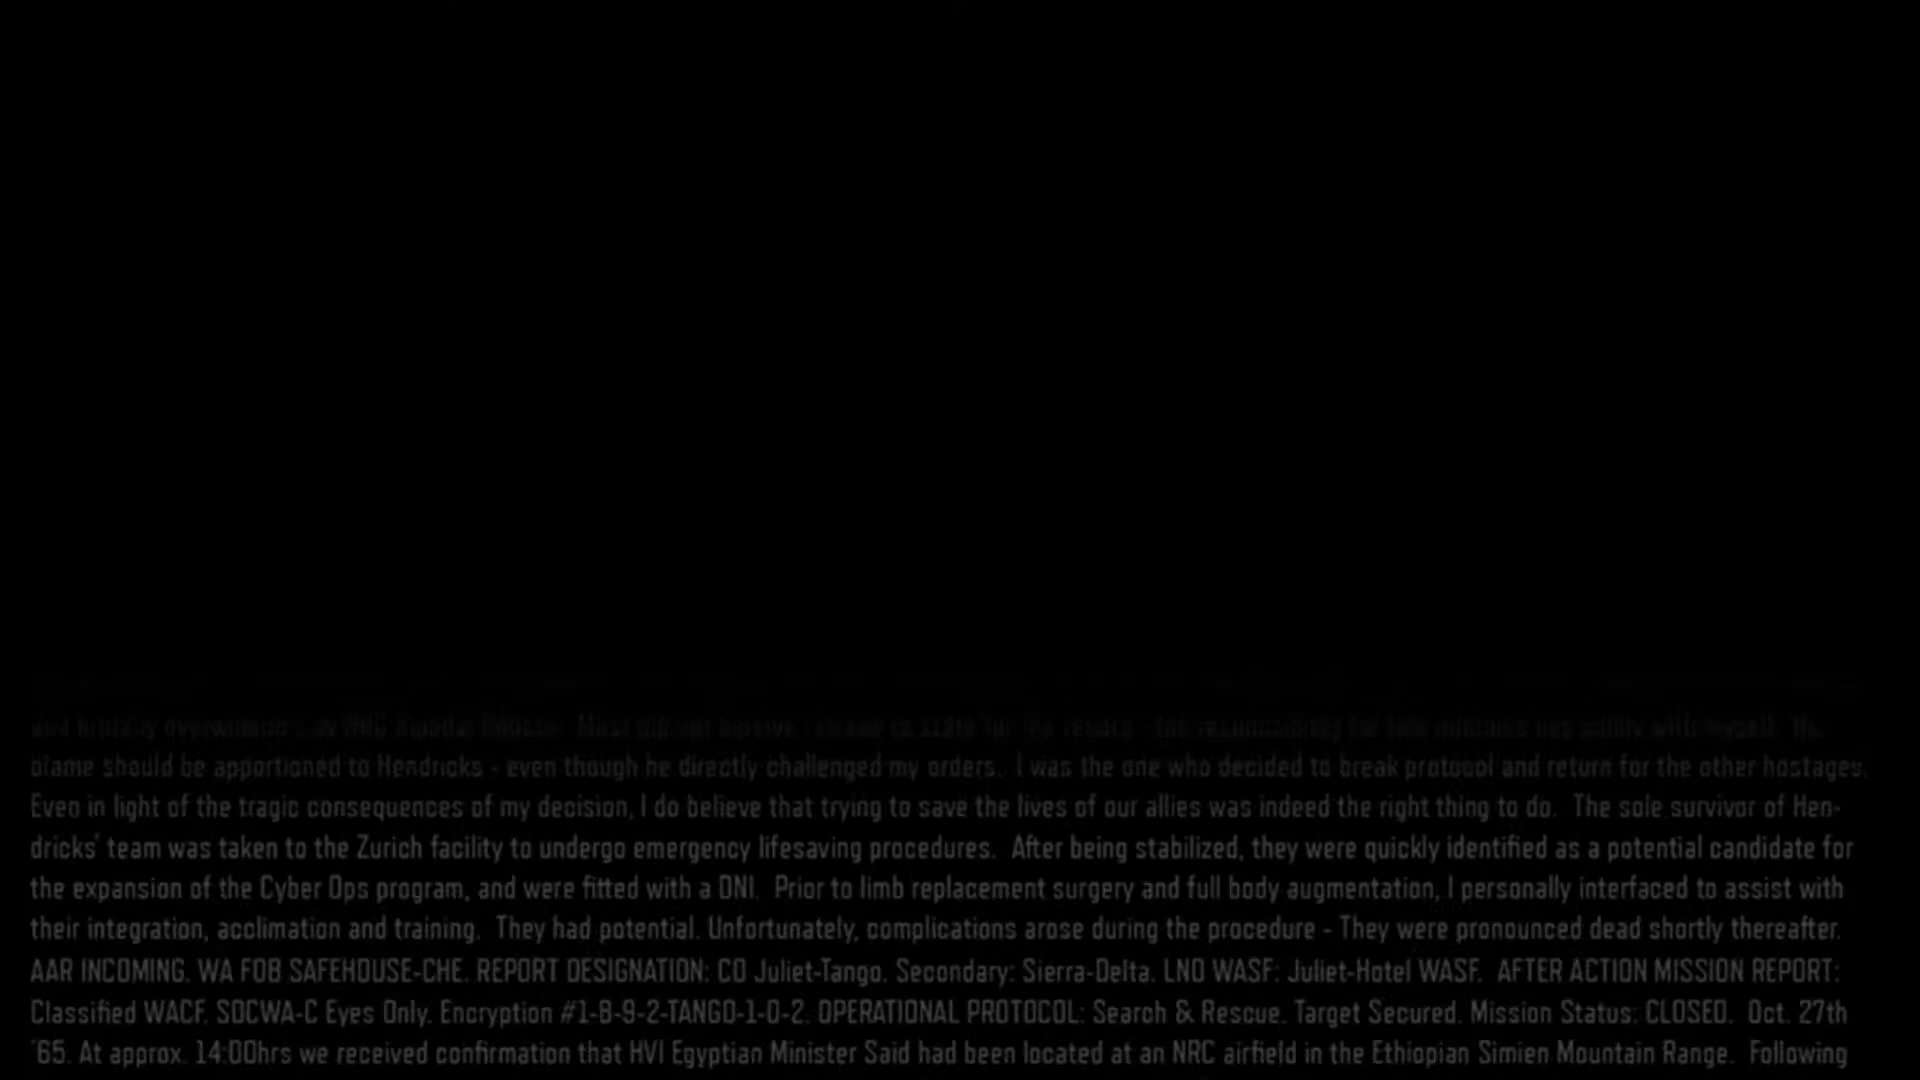 and brutally overwhelmed by NRC
blame should be apportioned to Hendricks - even though he directly challenged my orders. I was the one who decided to break protocol and return for the other hostages.
Even in light of the tragic consequences of my decision, I do believe that trying to save the lives of our allies was indeed the right thing to do. The sole survivor of Hen-
dricks' team was taken to the Zurich facility to undergo emergency lifesaving procedures. After being stabilized, they were quickly identified as a potential candidate for
the expansion of the Cyber Ops program, and were fitted with a DNI. Prior to limb replacement surgery and full body augmentation, I personally interfaced to assist with
their integration, acclimation and training. They had potential. Unfortunately, complications arose during the procedure - They were pronounced dead shortly thereafter.
AAR INCOMING. WA FOB SAFEHOUSE-CHE. REPORT DESIGNATION: CO Juliet-Tango. Secondary: Sierra-Delta. LNO WASF: Juliet-Hotel WASF. AFTER ACTION MISSION REPORT:
Classified WACF. SOCWA-C Eyes Only. Encryption #1-B-9-2-TANGO-1-0-2. OPERATIONAL PROTOCOL: Search & Rescue. Target Secured. Mission Status: CLOSED. Oct. 27th
'65. At approx. 14:00hrs we received confirmation that HVI Egyptian Minister Said had been located at an NRC airfield in the Ethiopian Simien Mountain Range. Following